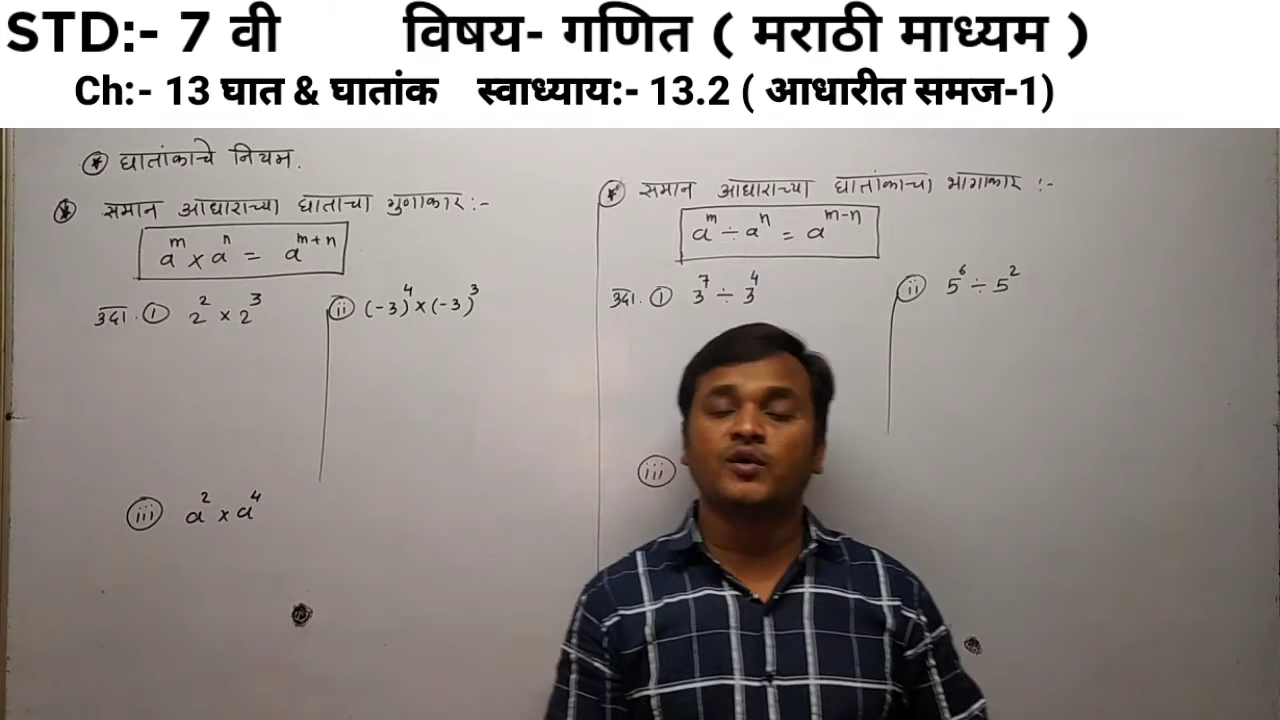 STD:- 7 वी विषय- गणित ( मराठी माध्यम )
Ch:- 13 घात & घातांक स्वाध्याय:- 13.2 ( आधारीत समज-1)
* घातांकाचे नियम.
* समान आधाराच्या घाताचा गुणाकार:-
a^m × a^n = a^(m+n)
उदा. (i) 2^2 × 2^3 (ii) (-3)^4 × (-3)^3
(iii) a^2 × a^4
* समान आधाराच्या घातांकाचा भागाकार :-
a^m ÷ a^n = a^(m-n)
उदा. (i) 3^7 ÷ 3^4 (ii) 5^6 ÷ 5^2
(iii)